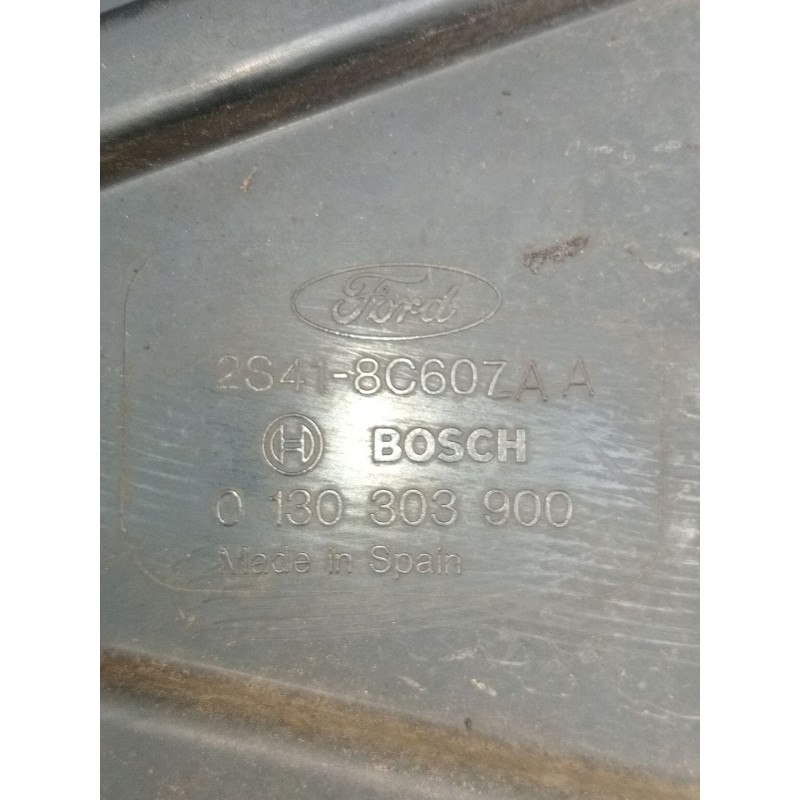 Ford
2S41-8C607AA
BOSCH
0 130 303 900
Made in Spain